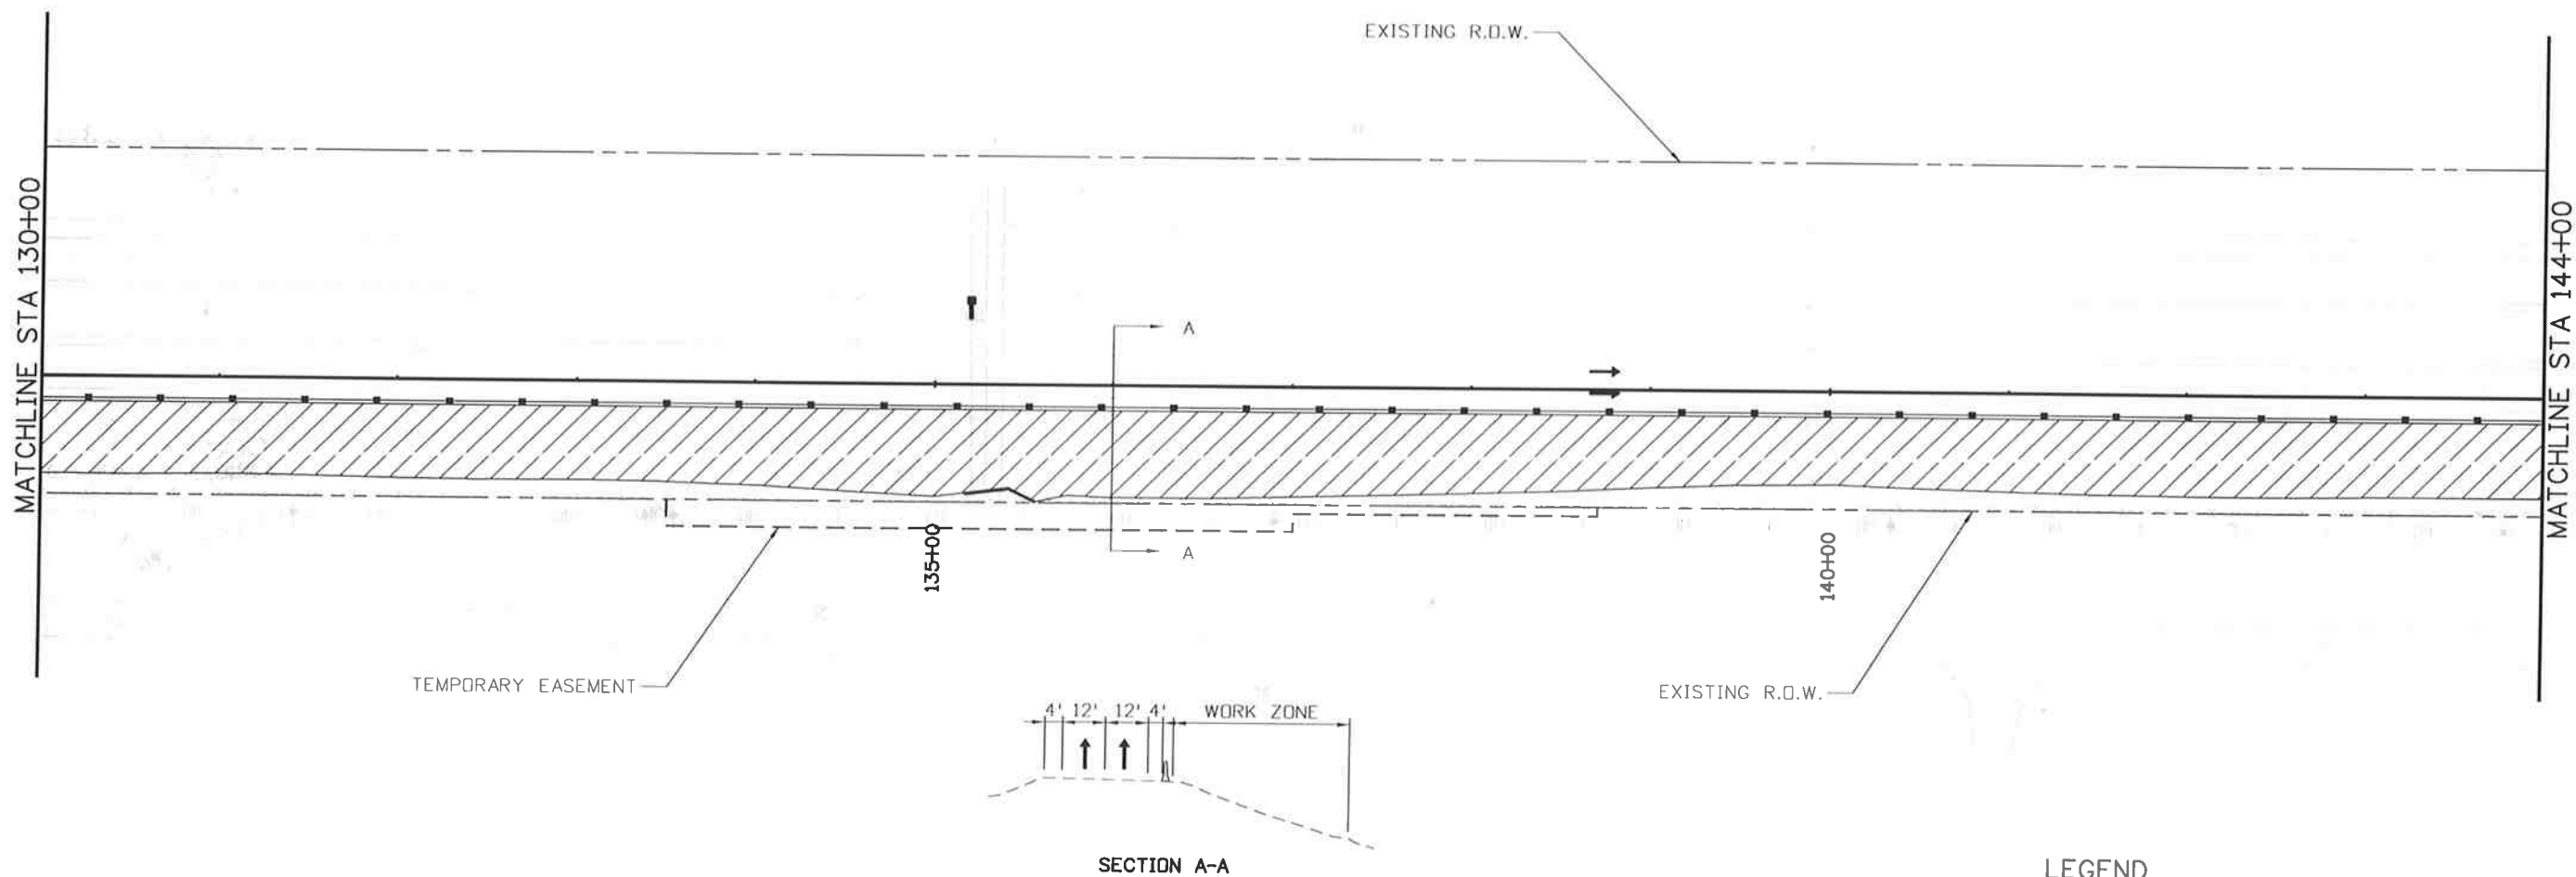 EXISTING R.O.W.
MATCHLINE STA 130+00
MATCHLINE STA 144+00
A
A
135+00
140+00
TEMPORARY EASEMENT
EXISTING R.O.W.
4' 12' 12' 4' WORK ZONE
SECTION A-A
LEGEND